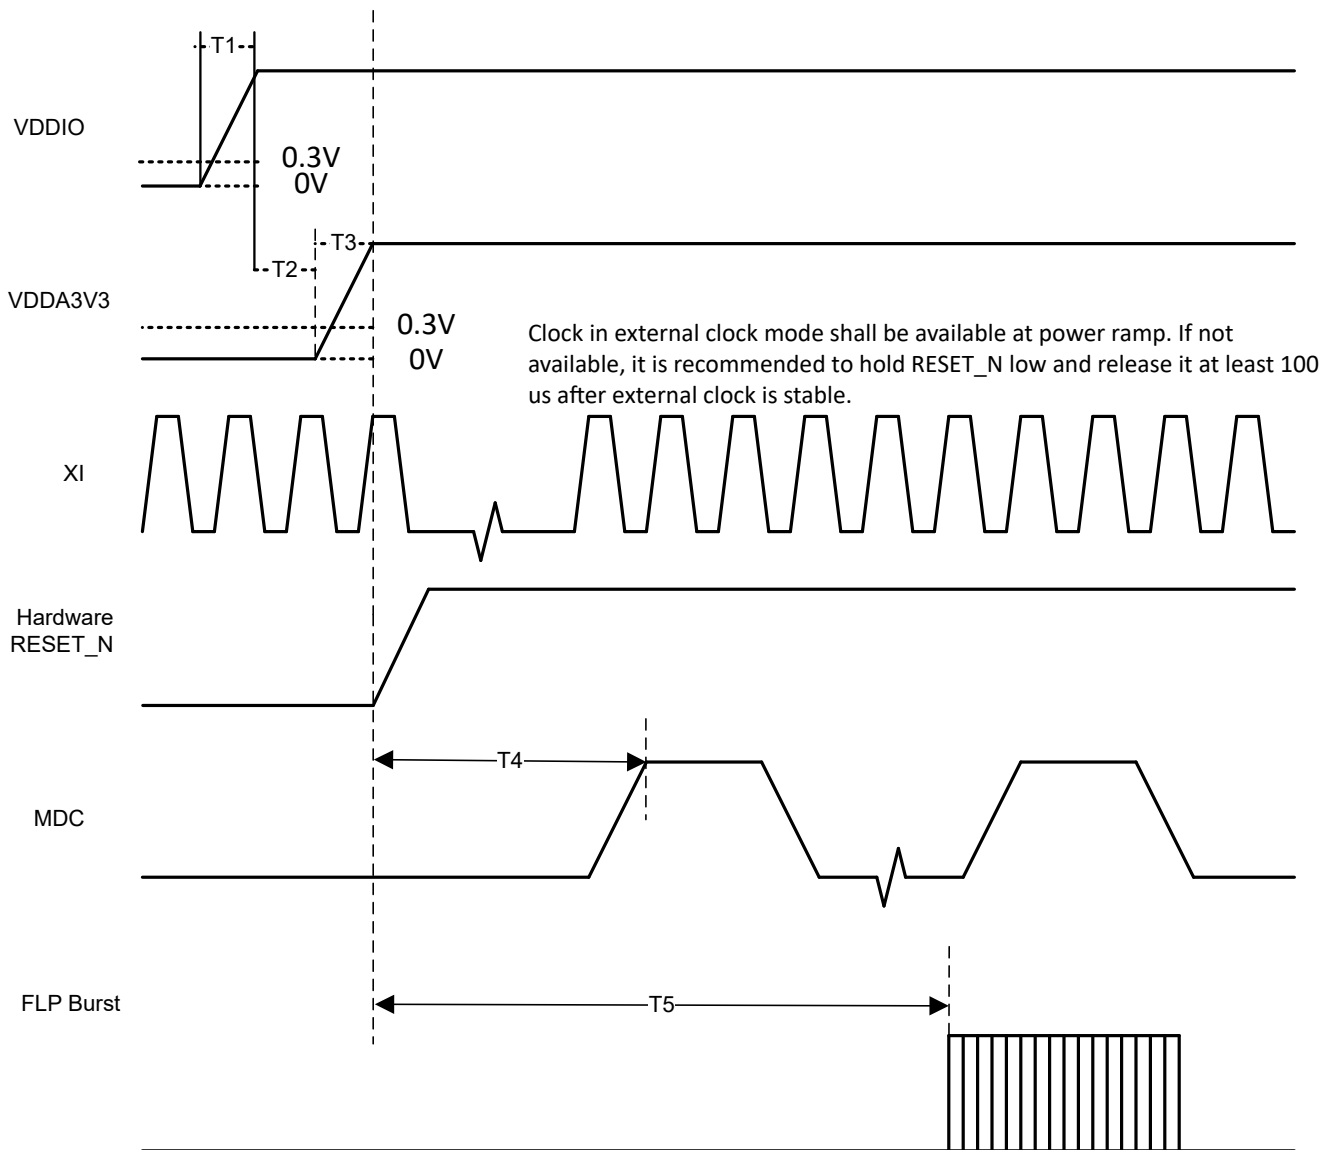 T1
VDDIO
0.3V
0V
T3
T2
VDDA3V3
0.3V
0V
Clock in external clock mode shall be available at power ramp. If not
available, it is recommended to hold RESET_N low and release it at least 100
us after external clock is stable.
XI
Hardware
RESET_N
T4
MDC
FLP Burst
T5